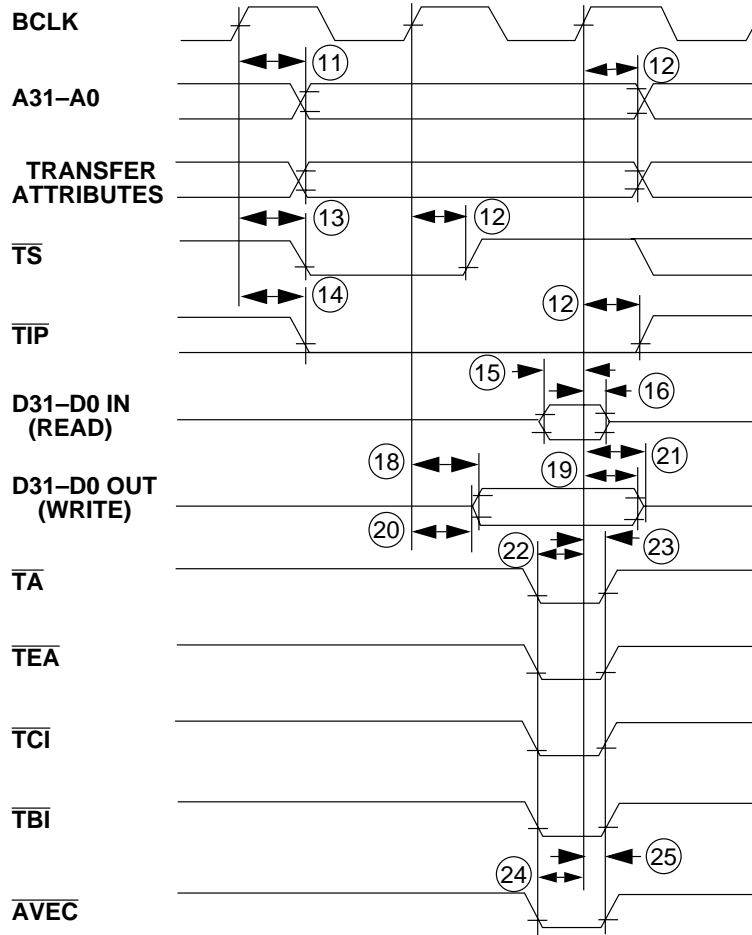 BCLK
11
12
A31–A0
TRANSFER
ATTRIBUTES
13
12
TS
14
12
TIP
15
16
D31–D0 IN
(READ)
18
19
21
D31–D0 OUT
(WRITE)
20
22
23
TA
TEA
TCI
TBI
24
25
AVEC